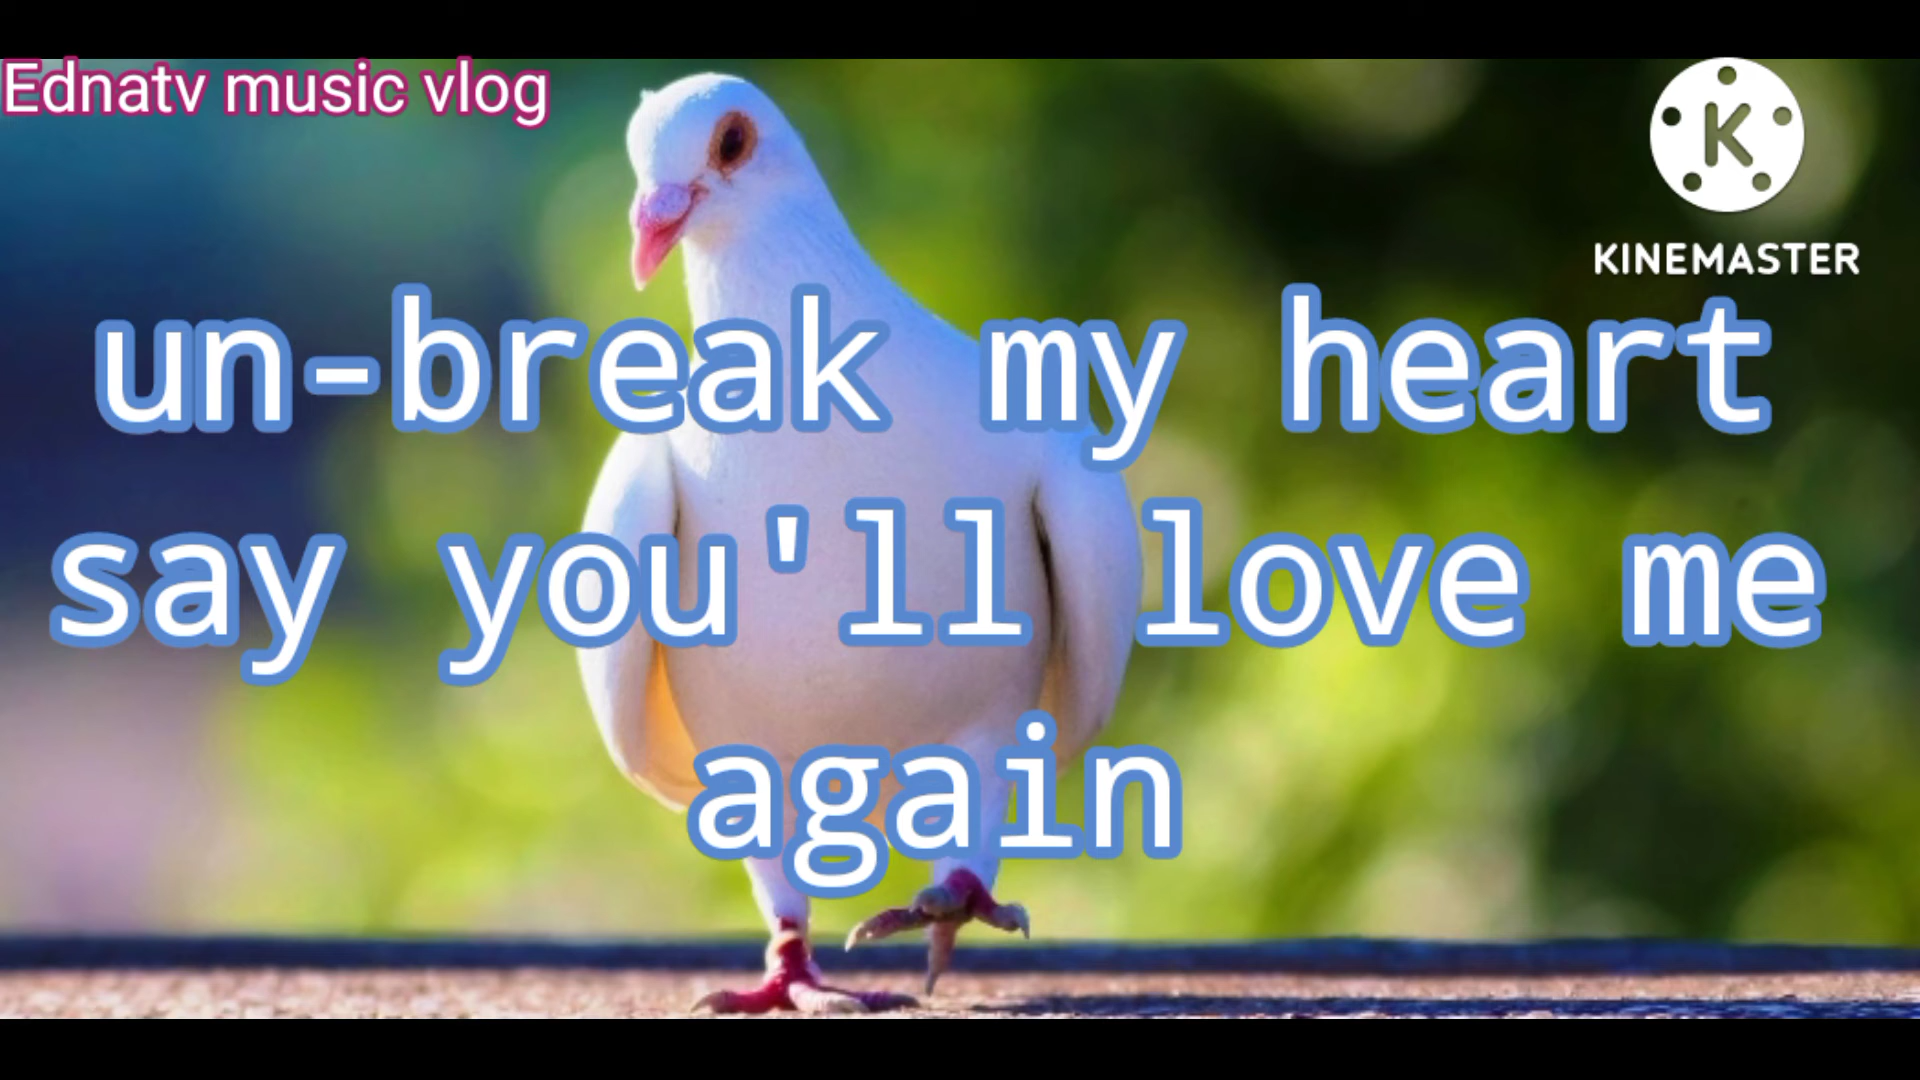 Ednatv music vlog
K
KINEMASTER
un-break my heart
say you'll love me
again